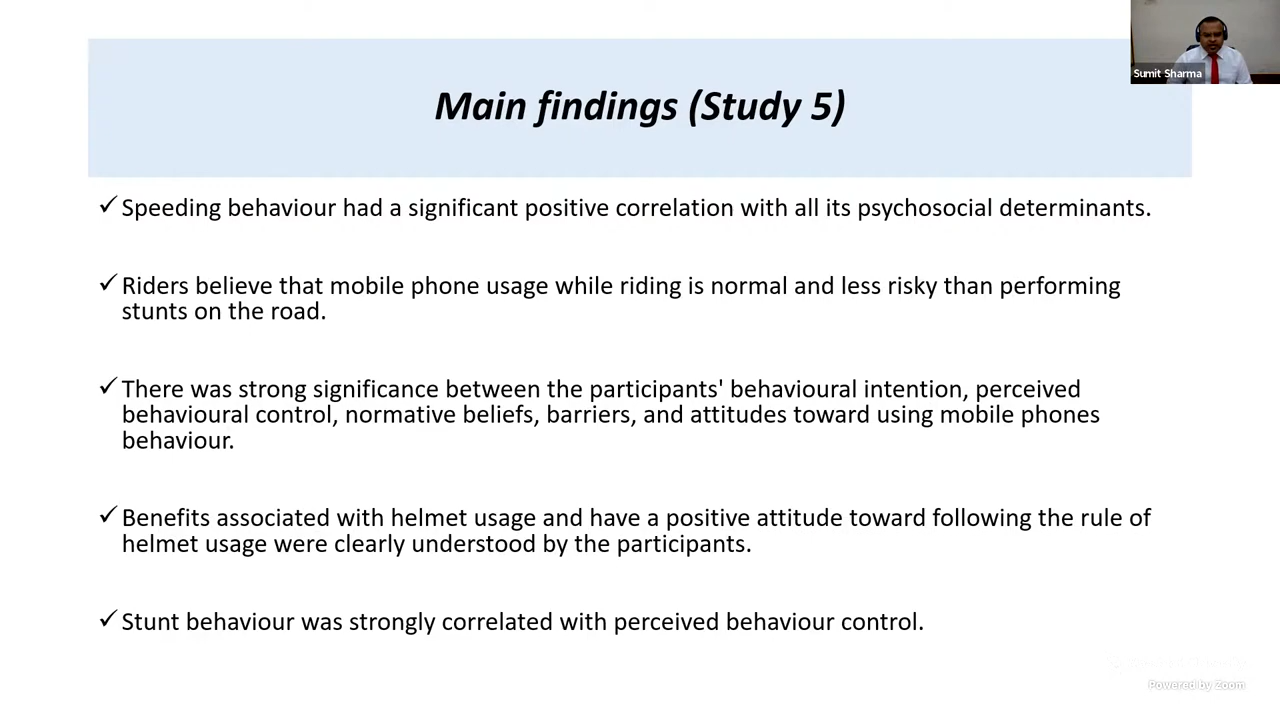 Sumit Sharma
Main findings (Study 5)
✓ Speeding behaviour had a significant positive correlation with all its psychosocial determinants.
✓ Riders believe that mobile phone usage while riding is normal and less risky than performing
stunts on the road.
✓ There was strong significance between the participants' behavioural intention, perceived
behavioural control, normative beliefs, barriers, and attitudes toward using mobile phones
behaviour.
✓ Benefits associated with helmet usage and have a positive attitude toward following the rule of
helmet usage were clearly understood by the participants.
✓ Stunt behaviour was strongly correlated with perceived behaviour control.
Powered by Zoom